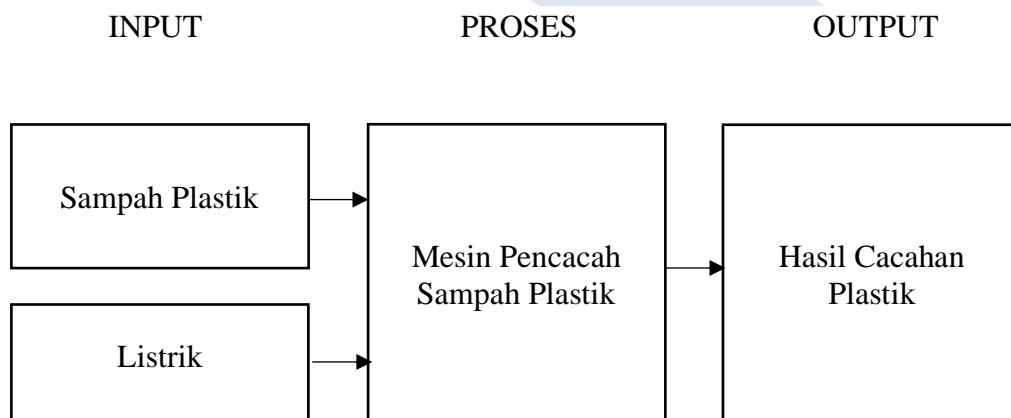 INPUT
PROSES
OUTPUT
Sampah Plastik
Listrik
Mesin Pencacah
Sampah Plastik
Hasil Cacahan
Plastik